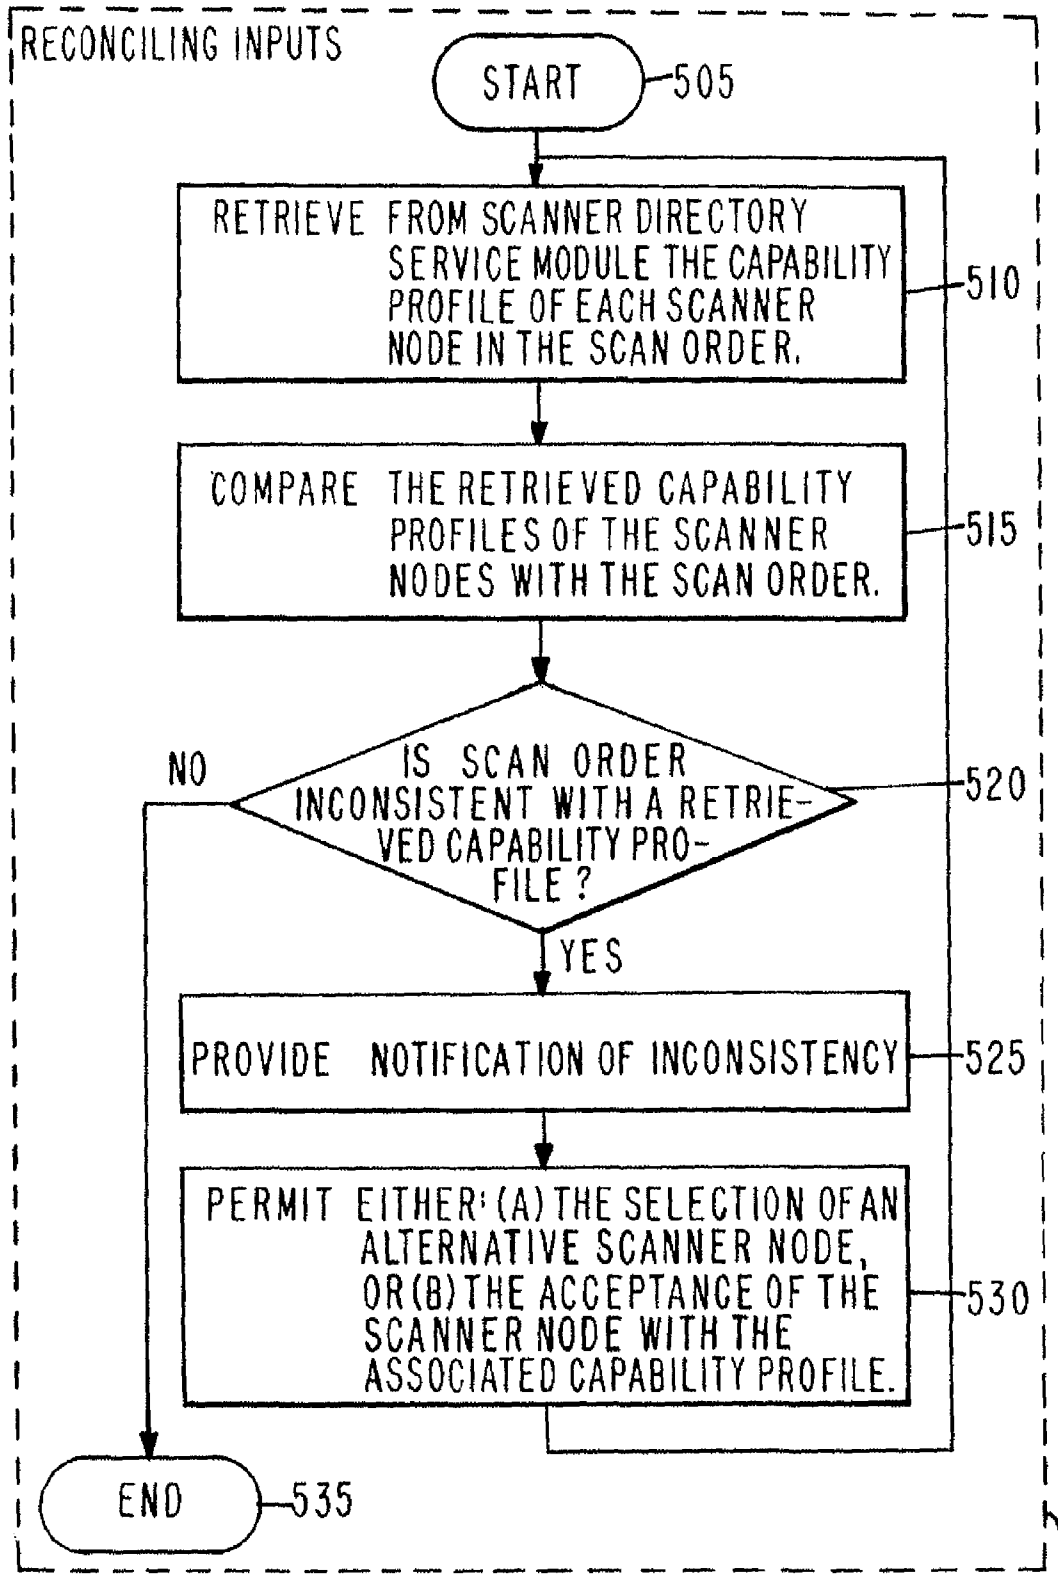 RECONCILING INPUTS
START
505
RETRIEVE FROM SCANNER DIRECTORY
SERVICE MODULE THE CAPABILITY
PROFILE OF EACH SCANNER
NODE IN THE SCAN ORDER.
510
COMPARE THE RETRIEVED CAPABILITY
PROFILES OF THE SCANNER
NODES WITH THE SCAN ORDER.
515
NO
IS SCAN ORDER
INCONSISTENT WITH A RETRIE-
VED CAPABILITY PRO-
FILE ?
520
YES
PROVIDE NOTIFICATION OF INCONSISTENCY
525
PERMIT EITHER: (A) THE SELECTION OF AN
ALTERNATIVE SCANNER NODE,
OR (B) THE ACCEPTANCE OF THE
SCANNER NODE WITH THE
ASSOCIATED CAPABILITY PROFILE.
530
END
535